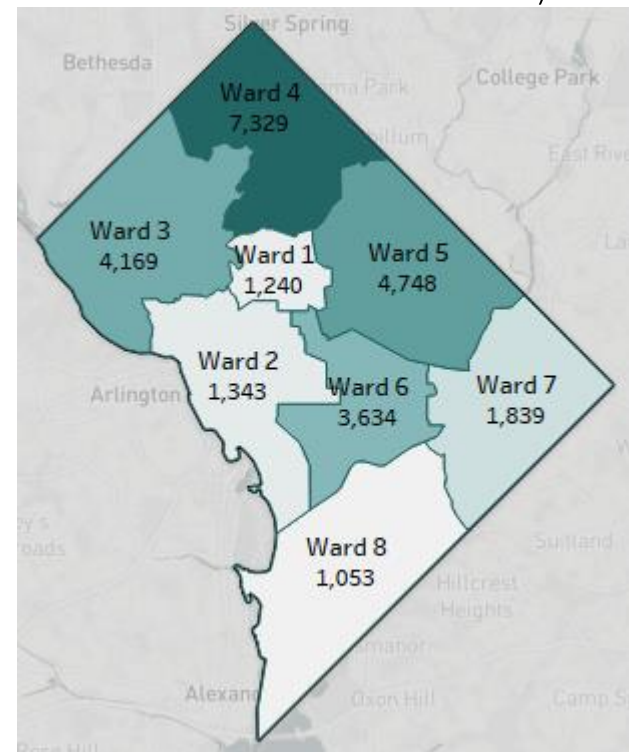 Silver Spring
Bethesda
Ward 4
7,329
College Park
Ward 3
4,169
Ward 1
1,240
Ward 5
4,748
Ward 2
1,343
Arlington
Ward 6
3,634
Ward 7
1,839
Ward 8
1,053
Suitland
Hillcrest
Heights
Oxon Hill